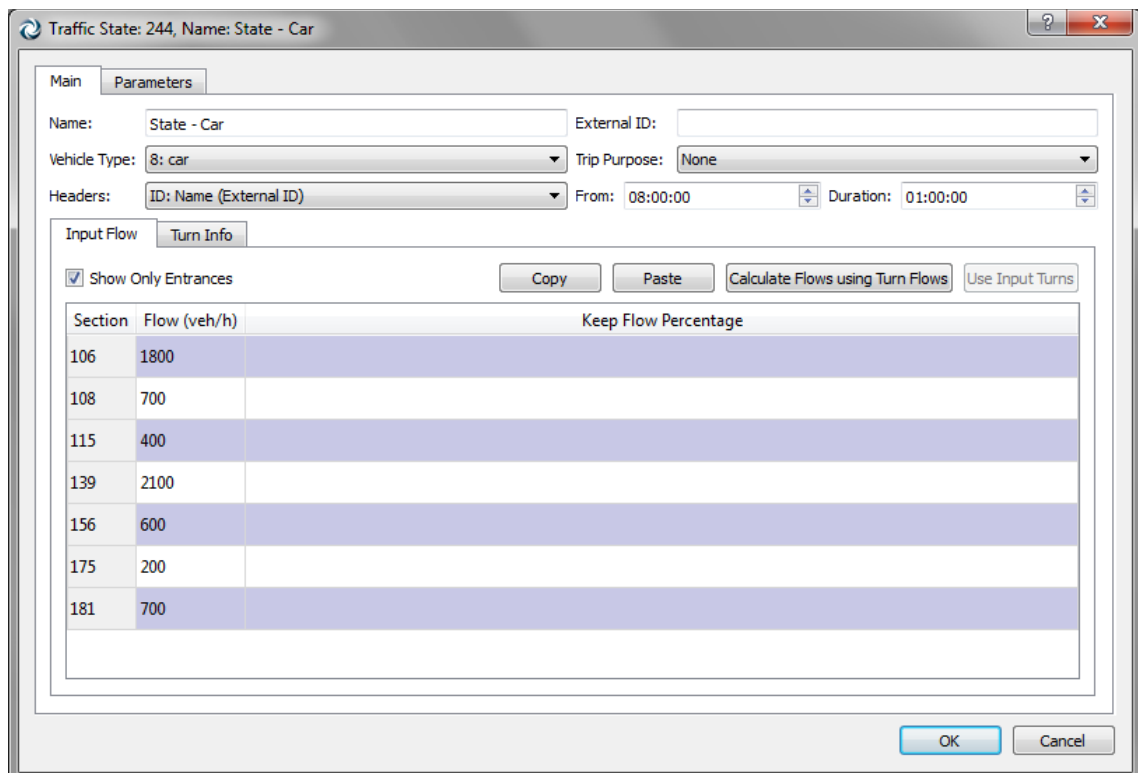 Traffic State: 244, Name: State - Car
Main Parameters
Name: State - Car External ID:
Vehicle Type: 8: car Trip Purpose: None
Headers: ID: Name (External ID) From: 08:00:00 Duration: 01:00:00
Input Flow Turn Info
Show Only Entrances Copy Paste Calculate Flows using Turn Flows Use Input Turns
Section Flow (veh/h) Keep Flow Percentage
106 1800
108 700
115 400
139 2100
156 600
175 200
181 700
OK Cancel